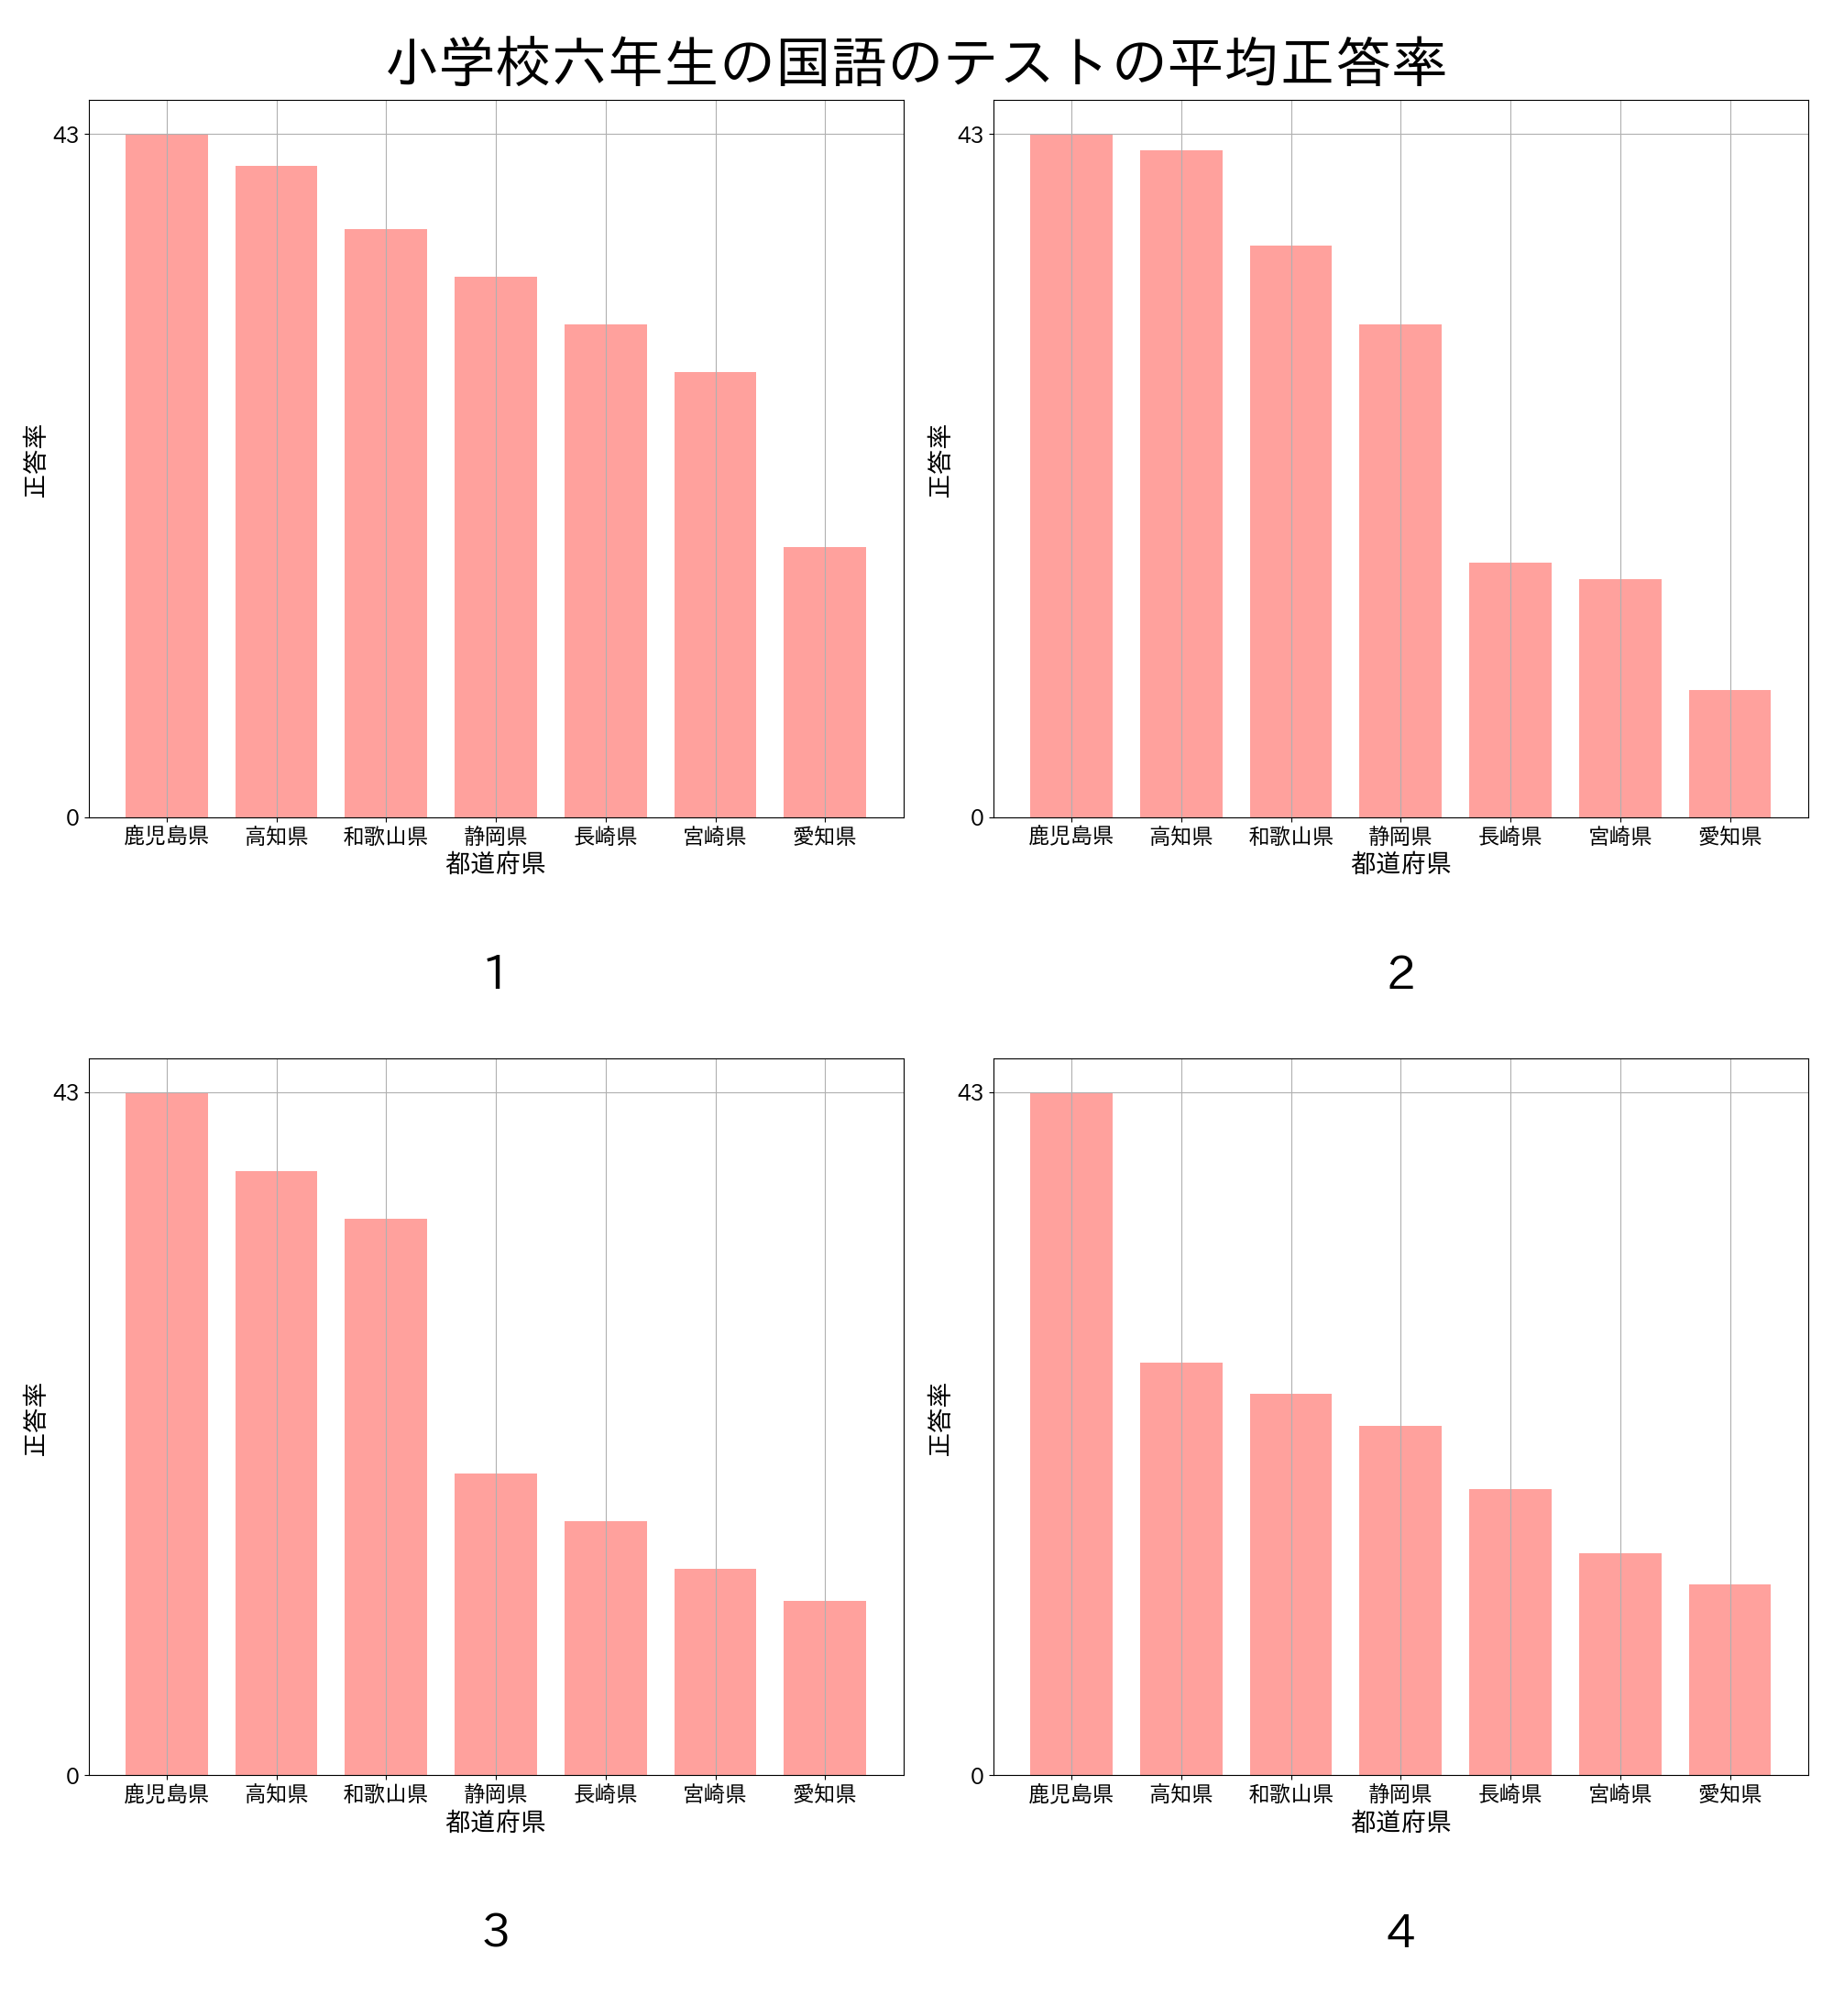 小学校六年生の国語のテストの平均正答率
43
0
正答率
鹿児島県 高知県 和歌山県 静岡県 長崎県 宮崎県 愛知県
都道府県
1
43
0
正答率
鹿児島県 高知県 和歌山県 静岡県 長崎県 宮崎県 愛知県
都道府県
2
43
0
正答率
鹿児島県 高知県 和歌山県 静岡県 長崎県 宮崎県 愛知県
都道府県
3
43
0
正答率
鹿児島県 高知県 和歌山県 静岡県 長崎県 宮崎県 愛知県
都道府県
4